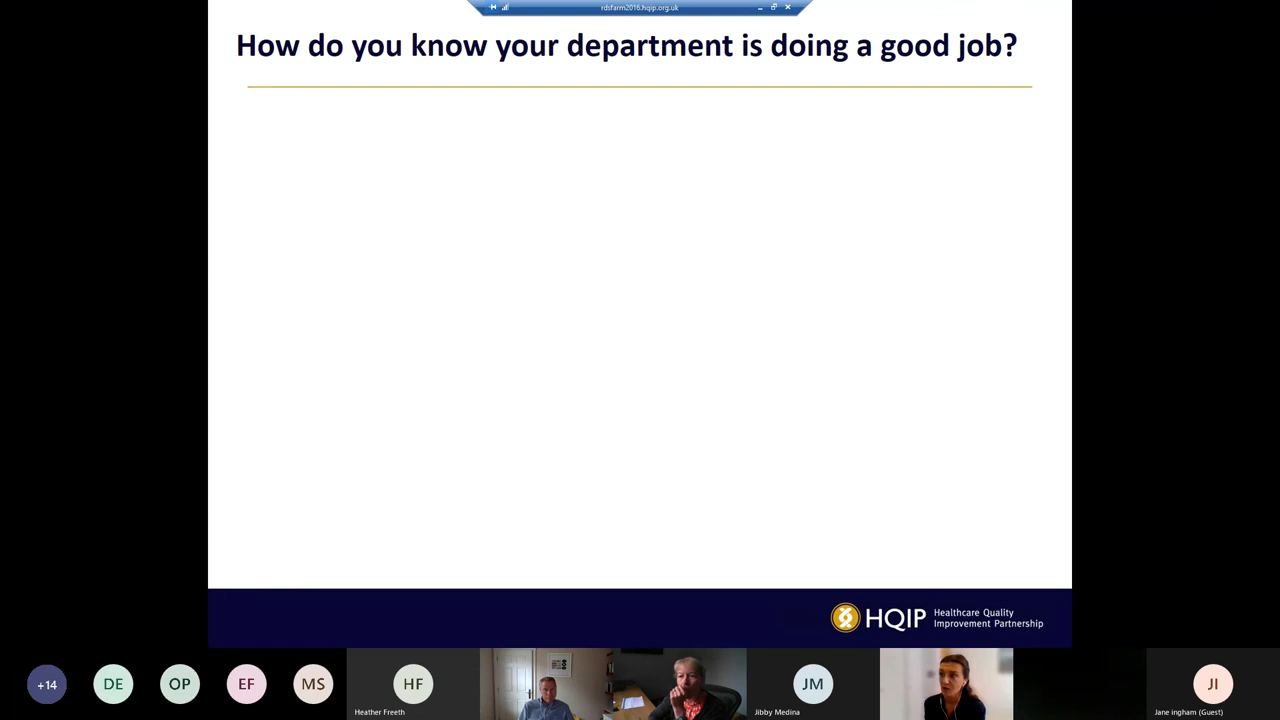 rdsfarm2016.hqip.org.uk
How do you know your department is doing a good job?
HQIP
Healthcare Quality
Improvement Partnership
+14
DE
OP
EF
MS
HF
Heather Freeth
JM
Jibby Medina
JI
Jane ingham (Guest)